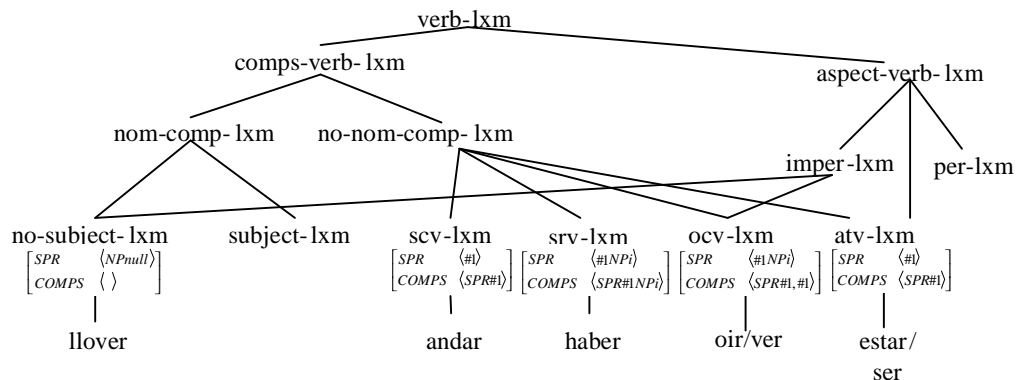 verb-lxm
comps-verb-lxm
aspect-verb-lxm
nom-comp-lxm no-nom-comp-lxm
imper-lxm per-lxm
no-subject-lxm subject-lxm scv-lxm srv-lxm ocv-lxm atv-lxm
[SPR ⟨NPnull⟩] [SPR ⟨#1⟩] [SPR ⟨#1NPi⟩] [SPR ⟨#1NPi⟩] [SPR ⟨#1⟩]
[COMPS ⟨ ⟩] [COMPS ⟨SPR#1⟩] [COMPS ⟨SPR#1NPi⟩] [COMPS ⟨SPR#1,#1⟩] [COMPS ⟨SPR#1⟩]
llover andar haber oir/ver estar/
ser